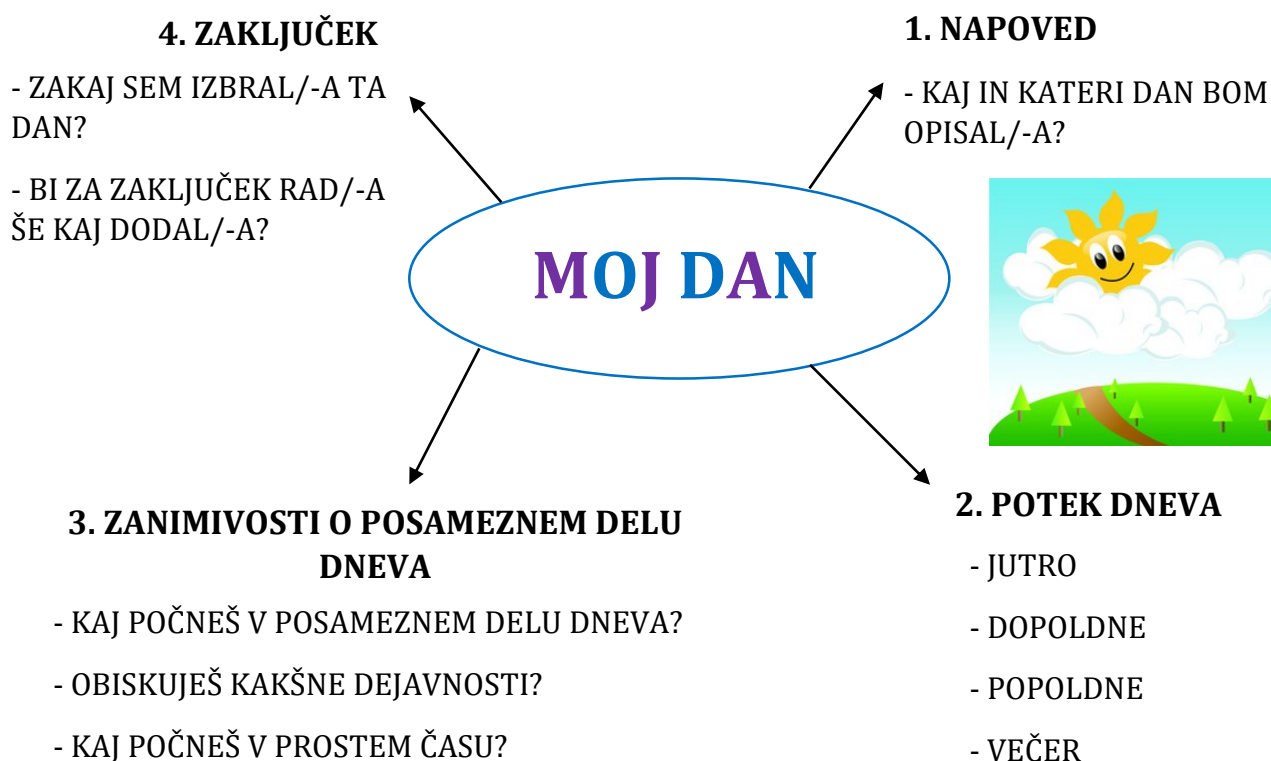 4. ZAKLJUČEK
- ZAKAJ SEM IZBRAL/-A TA
DAN?
- BI ZA ZAKLJUČEK RAD/-A
ŠE KAJ DODAL/-A?
1. NAPOVED
- KAJ IN KATERI DAN BOM
OPISAL/-A?
MOJ DAN
3. ZANIMIVOSTI O POSAMEZNEM DELU
DNEVA
- KAJ POČNEŠ V POSAMEZNEM DELU DNEVA?
- OBISKUJEŠ KAKŠNE DEJAVNOSTI?
- KAJ POČNEŠ V PROSTEM ČASU?
2. POTEK DNEVA
- JUTRO
- DOPOLDNE
- POPOLDNE
- VEČER